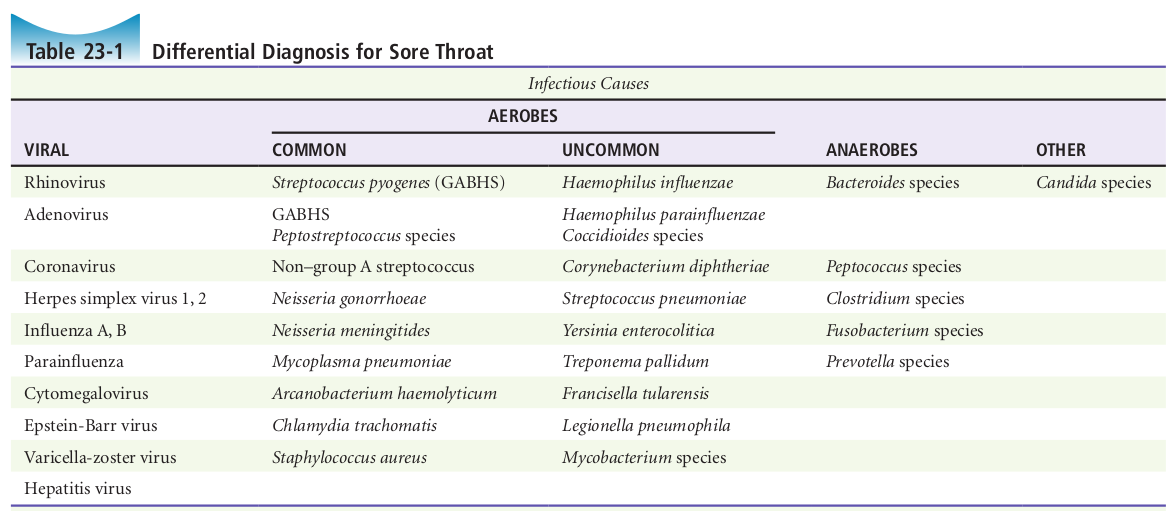 Table 23-1 Differential Diagnosis for Sore Throat
Infectious Causes
AEROBES
VIRAL COMMON UNCOMMON ANAEROBES OTHER
Rhinovirus Streptococcus pyogenes (GABHS) Haemophilus influenzae Bacteroides species Candida species
Adenovirus GABHS Haemophilus parainfluenzae
Peptostreptococcus species Coccidioides species
Coronavirus Non–group A streptococcus Corynebacterium diphtheriae Peptococcus species
Herpes simplex virus 1, 2 Neisseria gonorrhoeae Streptococcus pneumoniae Clostridium species
Influenza A, B Neisseria meningitides Yersinia enterocolitica Fusobacterium species
Parainfluenza Mycoplasma pneumoniae Treponema pallidum Prevotella species
Cytomegalovirus Arcanobacterium haemolyticum Francisella tularensis
Epstein-Barr virus Chlamydia trachomatis Legionella pneumophila
Varicella-zoster virus Staphylococcus aureus Mycobacterium species
Hepatitis virus